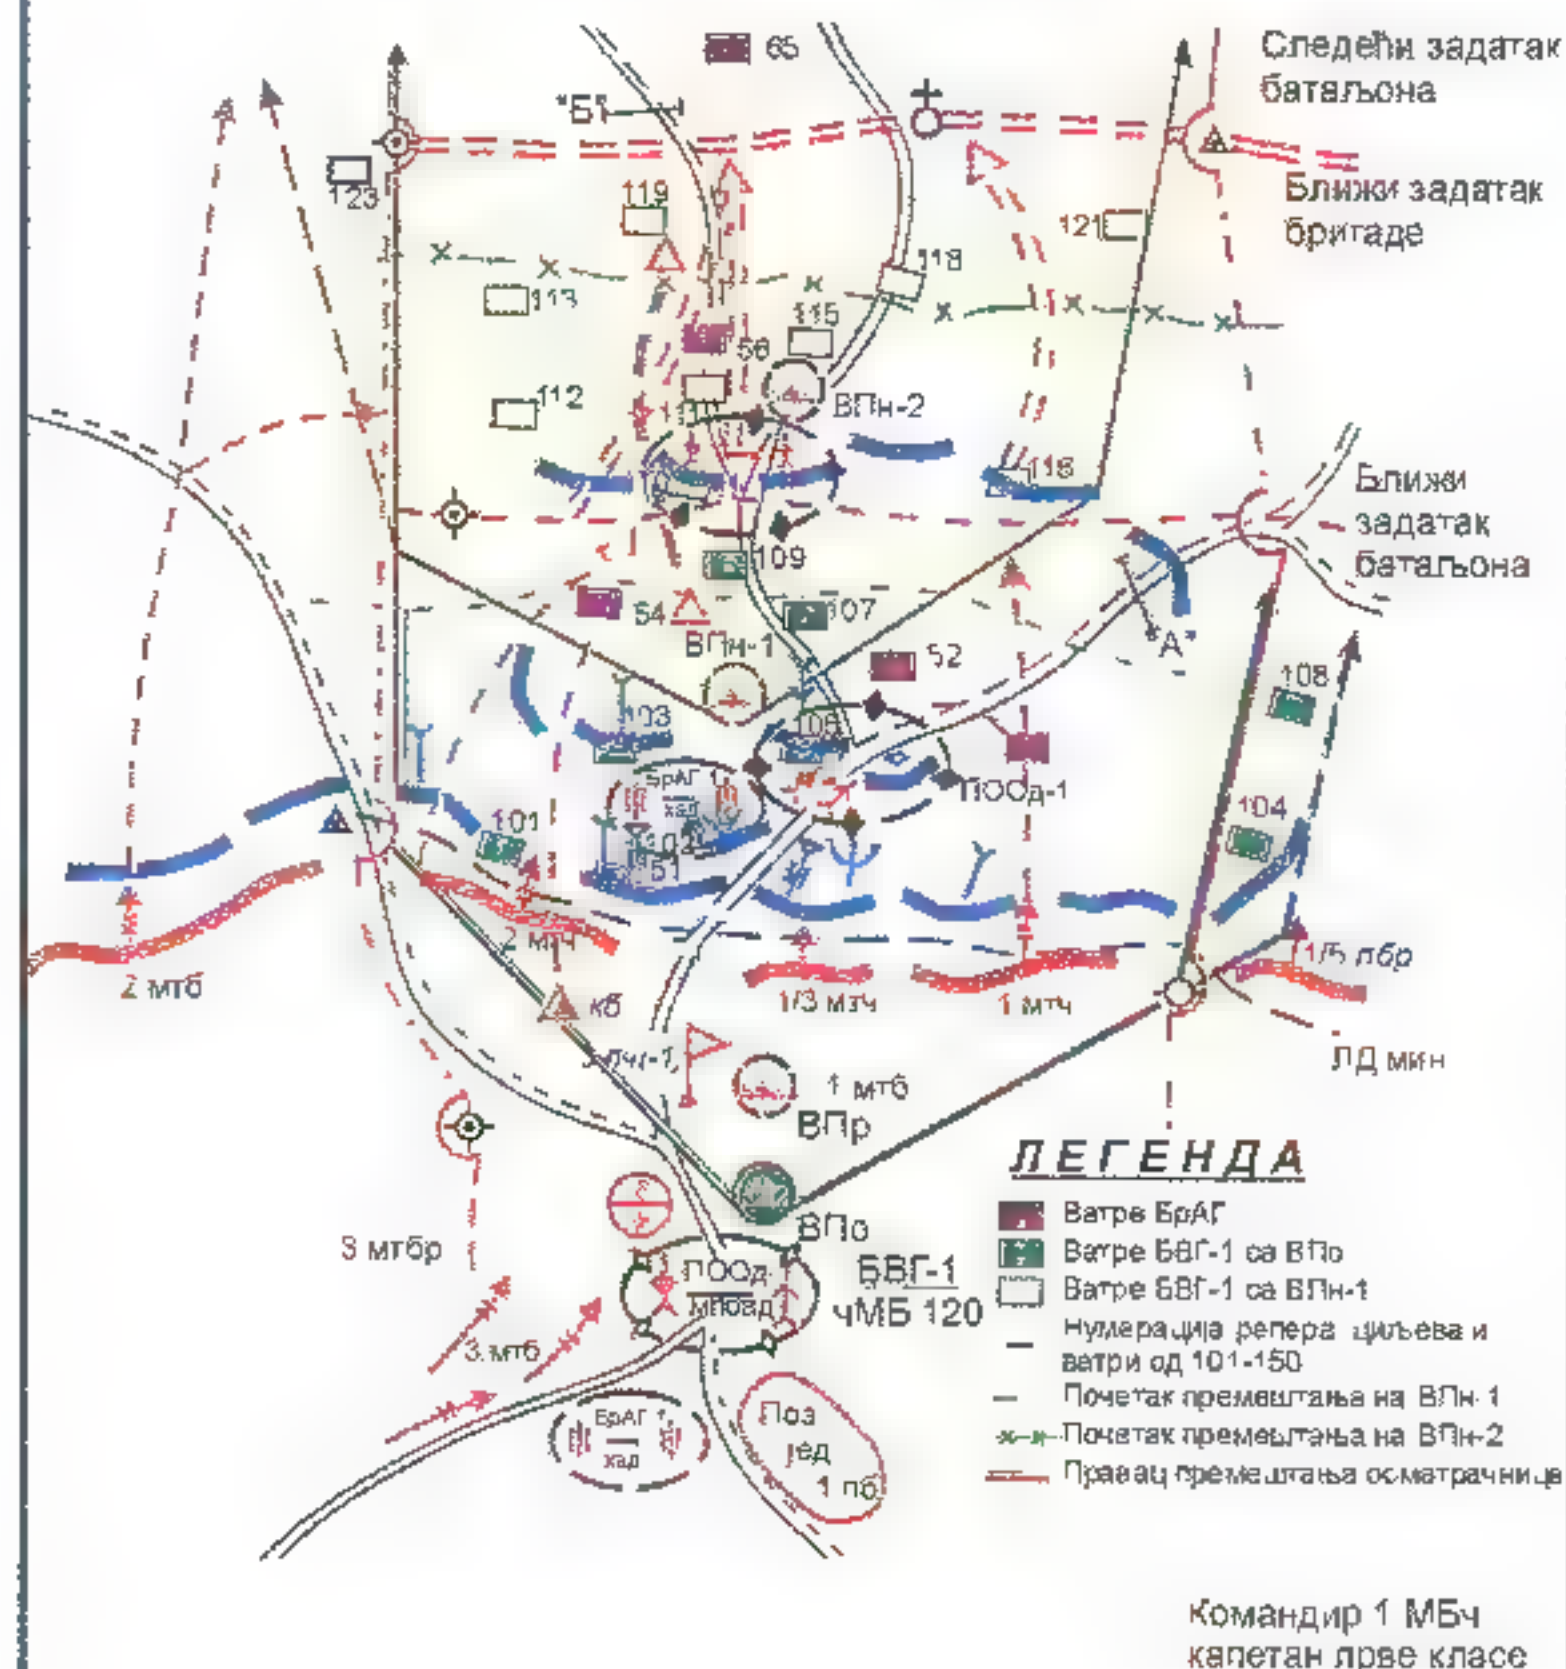 65
Следећи задатак
батаљона
"Б"
123
119
121
Ближи задатак
бригаде
118
113
115
56
112
ВПн-2
116
Ближи
задатак
батаљона
109
54
107
ВПн-1
52
"А"
108
103
БрАГ 1
хад
ПООд-1
101
102
51
104
2 мтч
2 мтб
1/3 мзч
1 мтч
1/5 пбр
кб
ЛД мин
1 мтб
ВПр
ЛЕГЕНДА
Ватре БрАГ
ВПо
3 мтбр
Ватре БВГ-1 са ВПо
ПООд
БВГ-1
Ватре БВГ-1 са ВПн-1
чМБ 120
Нумерација репера циљева и
ватри од 101-150
3 мтб
Почетак премештања на ВПн-1
БрАГ 1
хад
Поз
јед
1 пб
Почетак премештања на ВПн-2
Правац премештања осматрачнице
Командир 1 МБч
капетан прве класе